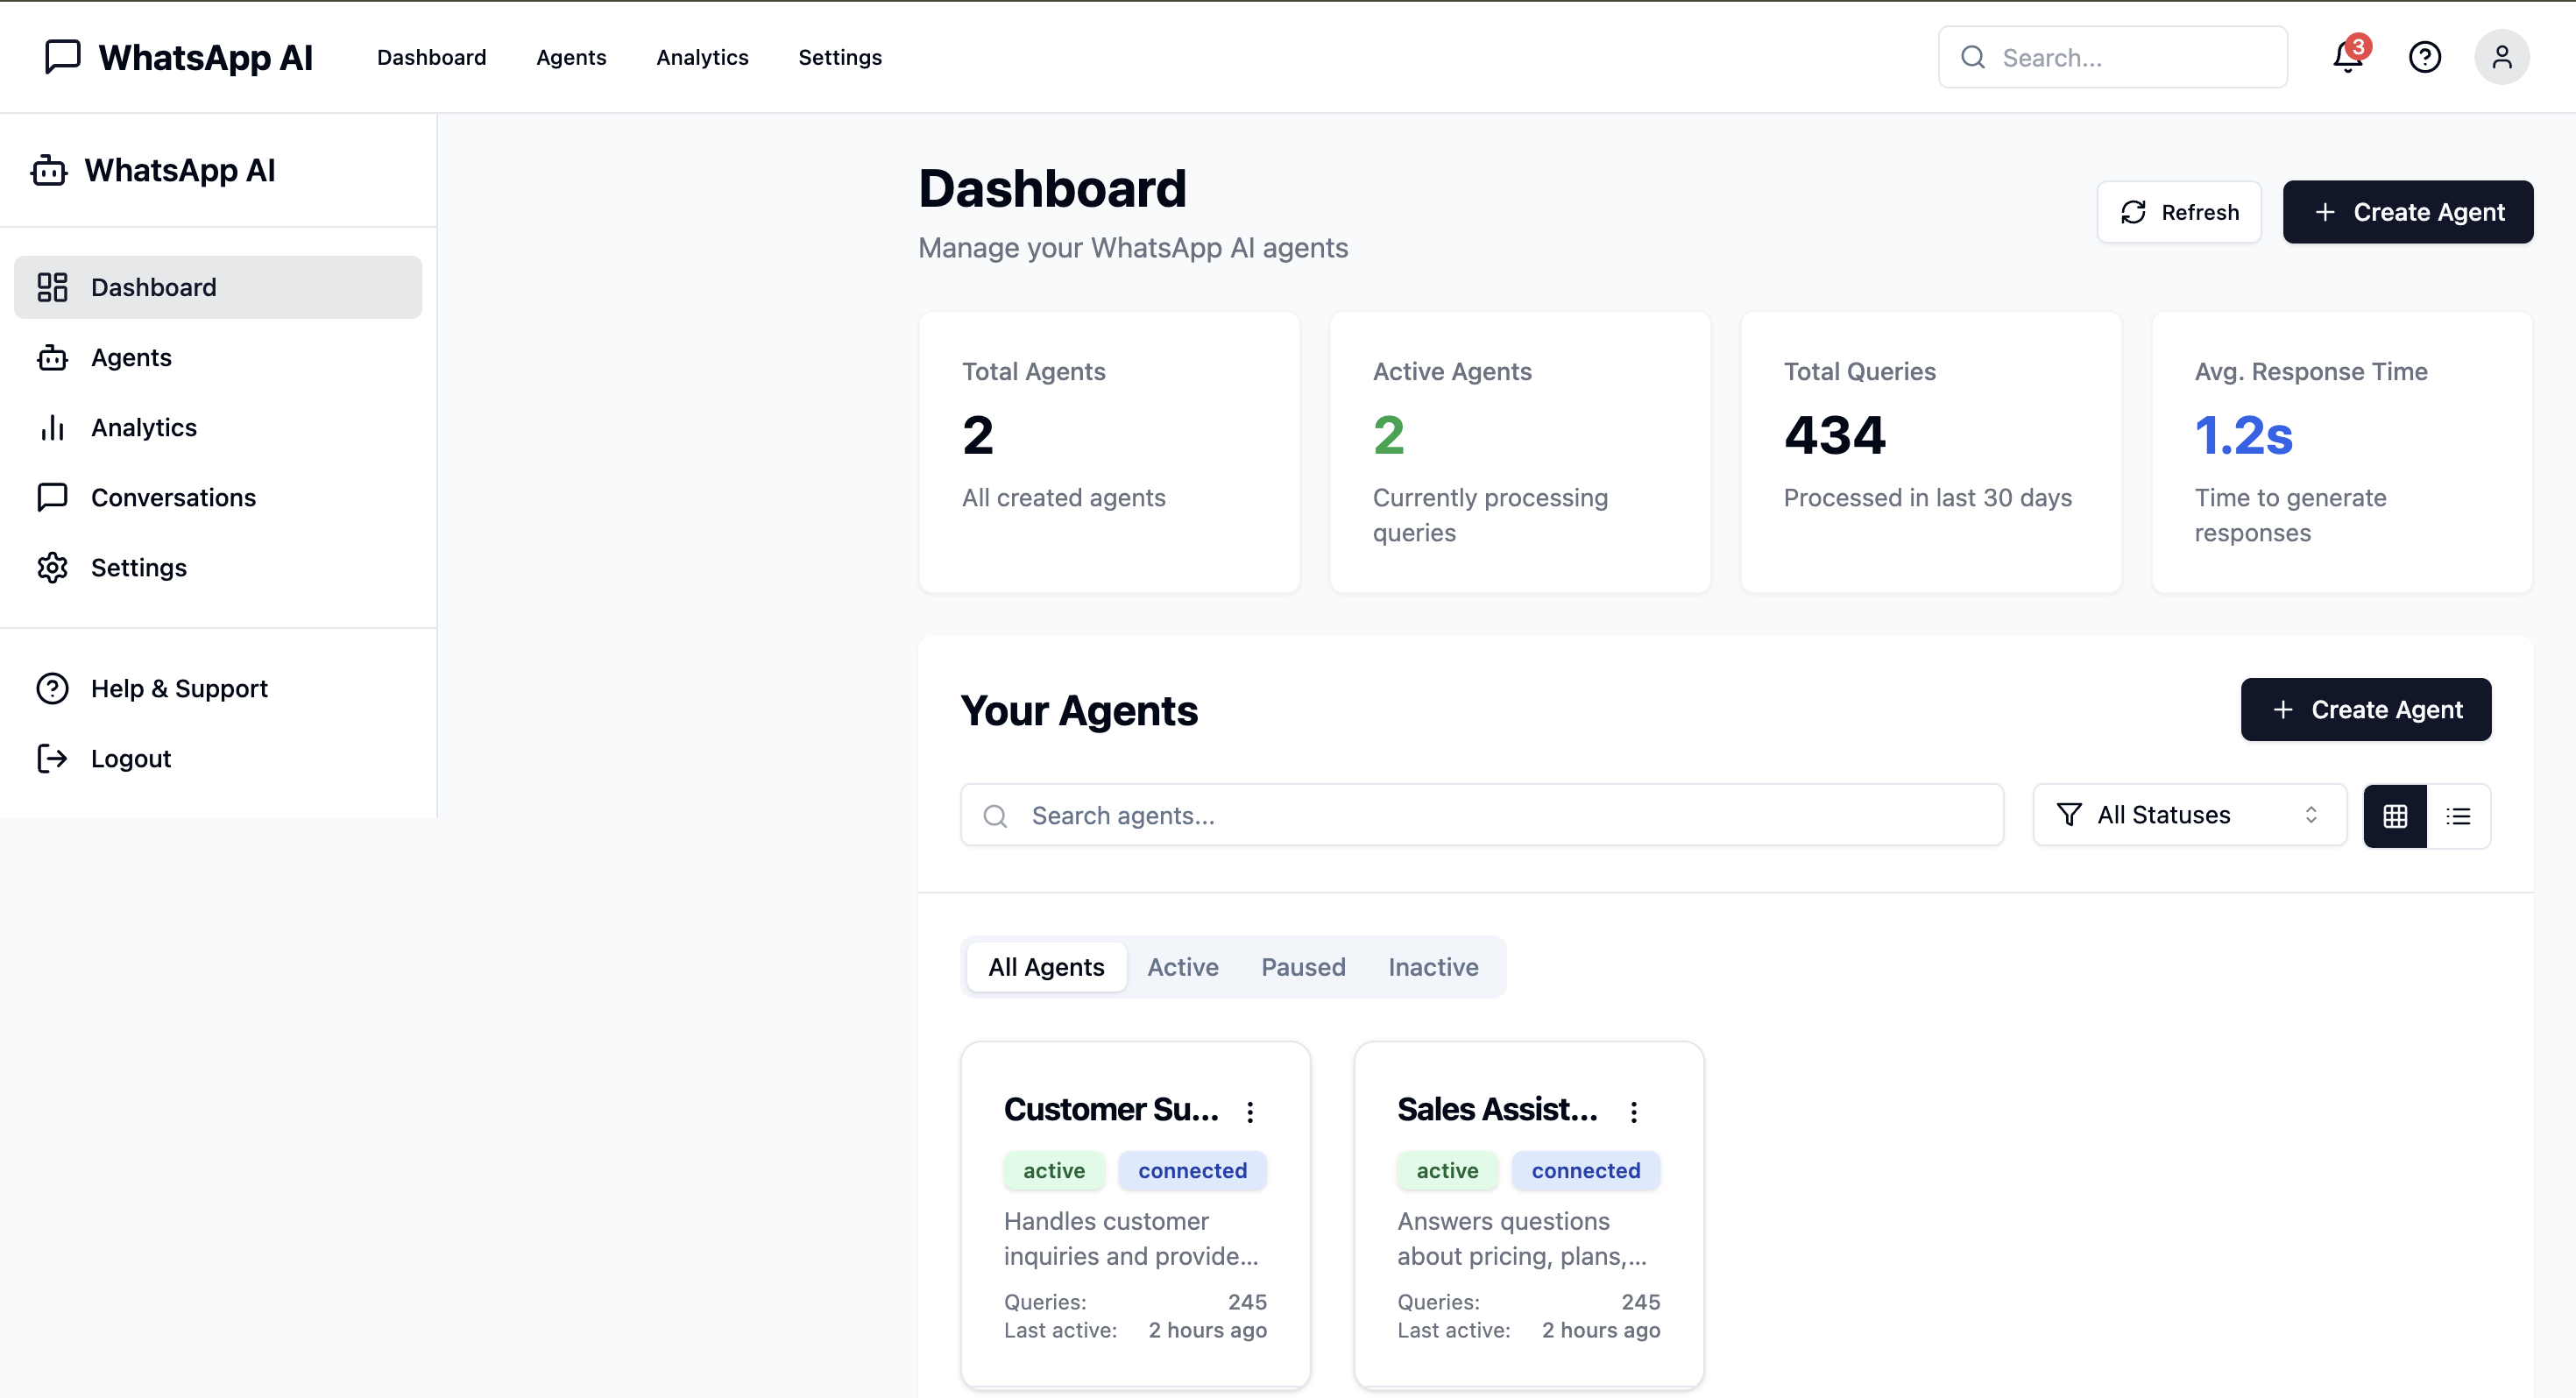 WhatsApp AI
Dashboard
Agents
Analytics
Settings
Search...
3
WhatsApp AI
Dashboard
Agents
Analytics
Conversations
Settings
Help & Support
Logout
Dashboard
Manage your WhatsApp AI agents
Refresh
Create Agent
Total Agents
2
All created agents
Active Agents
2
Currently processing
queries
Total Queries
434
Processed in last 30 days
Avg. Response Time
1.2s
Time to generate
responses
Your Agents
Create Agent
Search agents...
All Statuses
All Agents
Active
Paused
Inactive
Customer Su...
active
connected
Handles customer
inquiries and provide...
Queries: 245
Last active: 2 hours ago
Sales Assist...
active
connected
Answers questions
about pricing, plans,...
Queries: 245
Last active: 2 hours ago